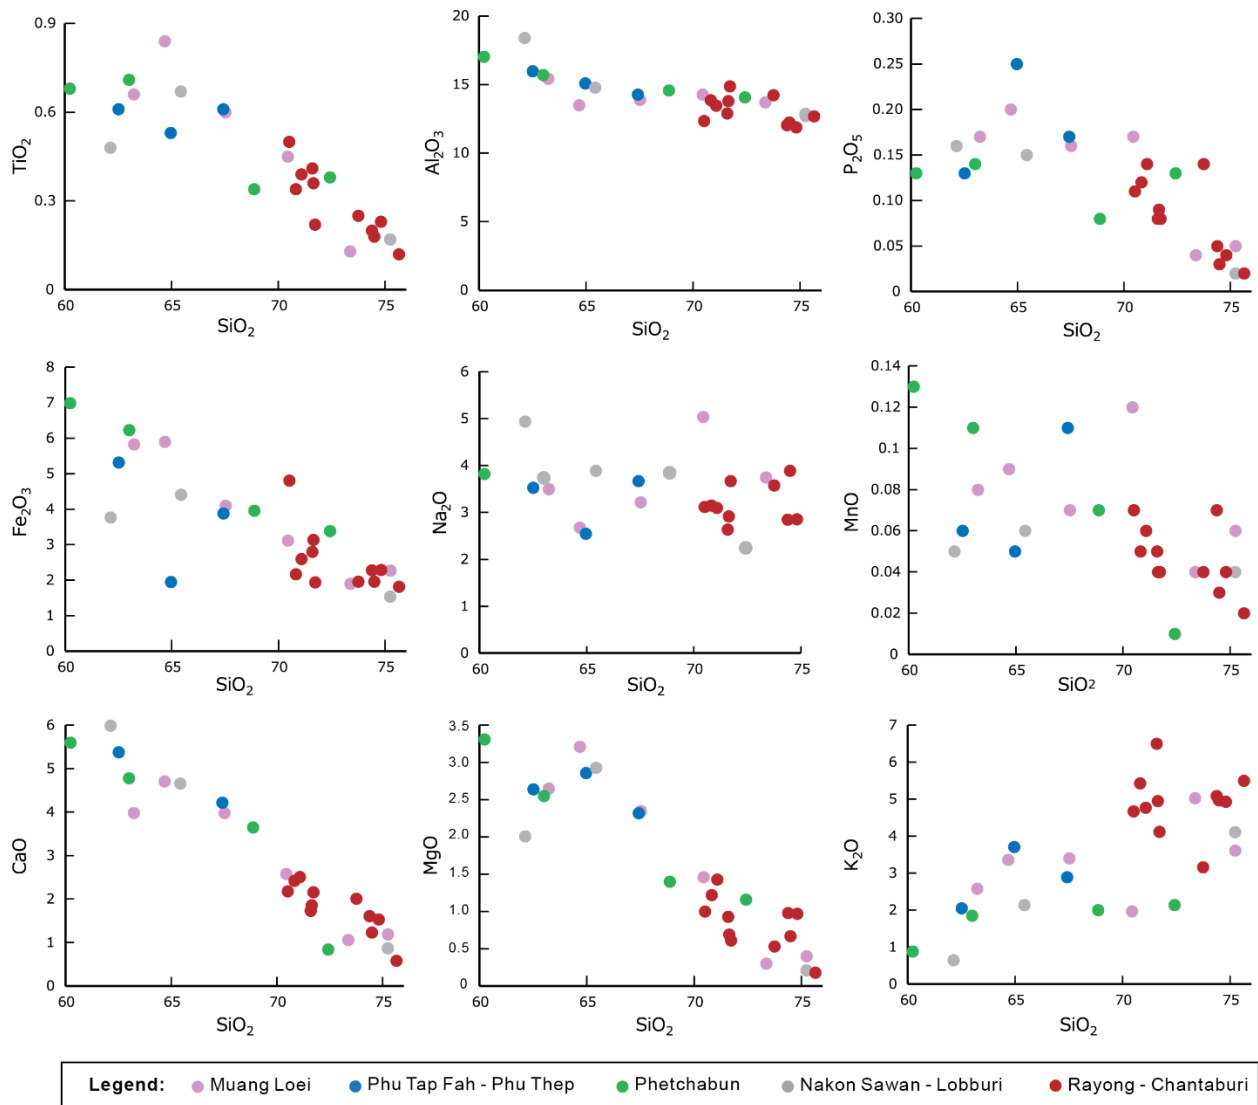 0.9
0.6
0.3
0
60 65 70 75
TiO2
SiO2
20
15
10
5
0
60 65 70 75
Al2O3
SiO2
0.30
0.25
0.20
0.15
0.10
0.05
0.00
60 65 70 75
P2O5
SiO2
8
7
6
5
4
3
2
1
0
60 65 70 75
Fe2O3
SiO2
6
5
4
3
2
1
0
60 65 70 75
Na2O
SiO2
0.14
0.12
0.1
0.08
0.06
0.04
0.02
0
60 65 70 75
MnO
SiO2
6
5
4
3
2
1
0
60 65 70 75
CaO
SiO2
3.5
3.0
2.5
2.0
1.5
1.0
0.5
0
60 65 70 75
MgO
SiO2
7
6
5
4
3
2
1
0
60 65 70 75
K2O
SiO2
Legend: Muang Loei Phu Tap Fah - Phu Thep Phetchabun Nakon Sawan - Lobburi Rayong - Chantaburi